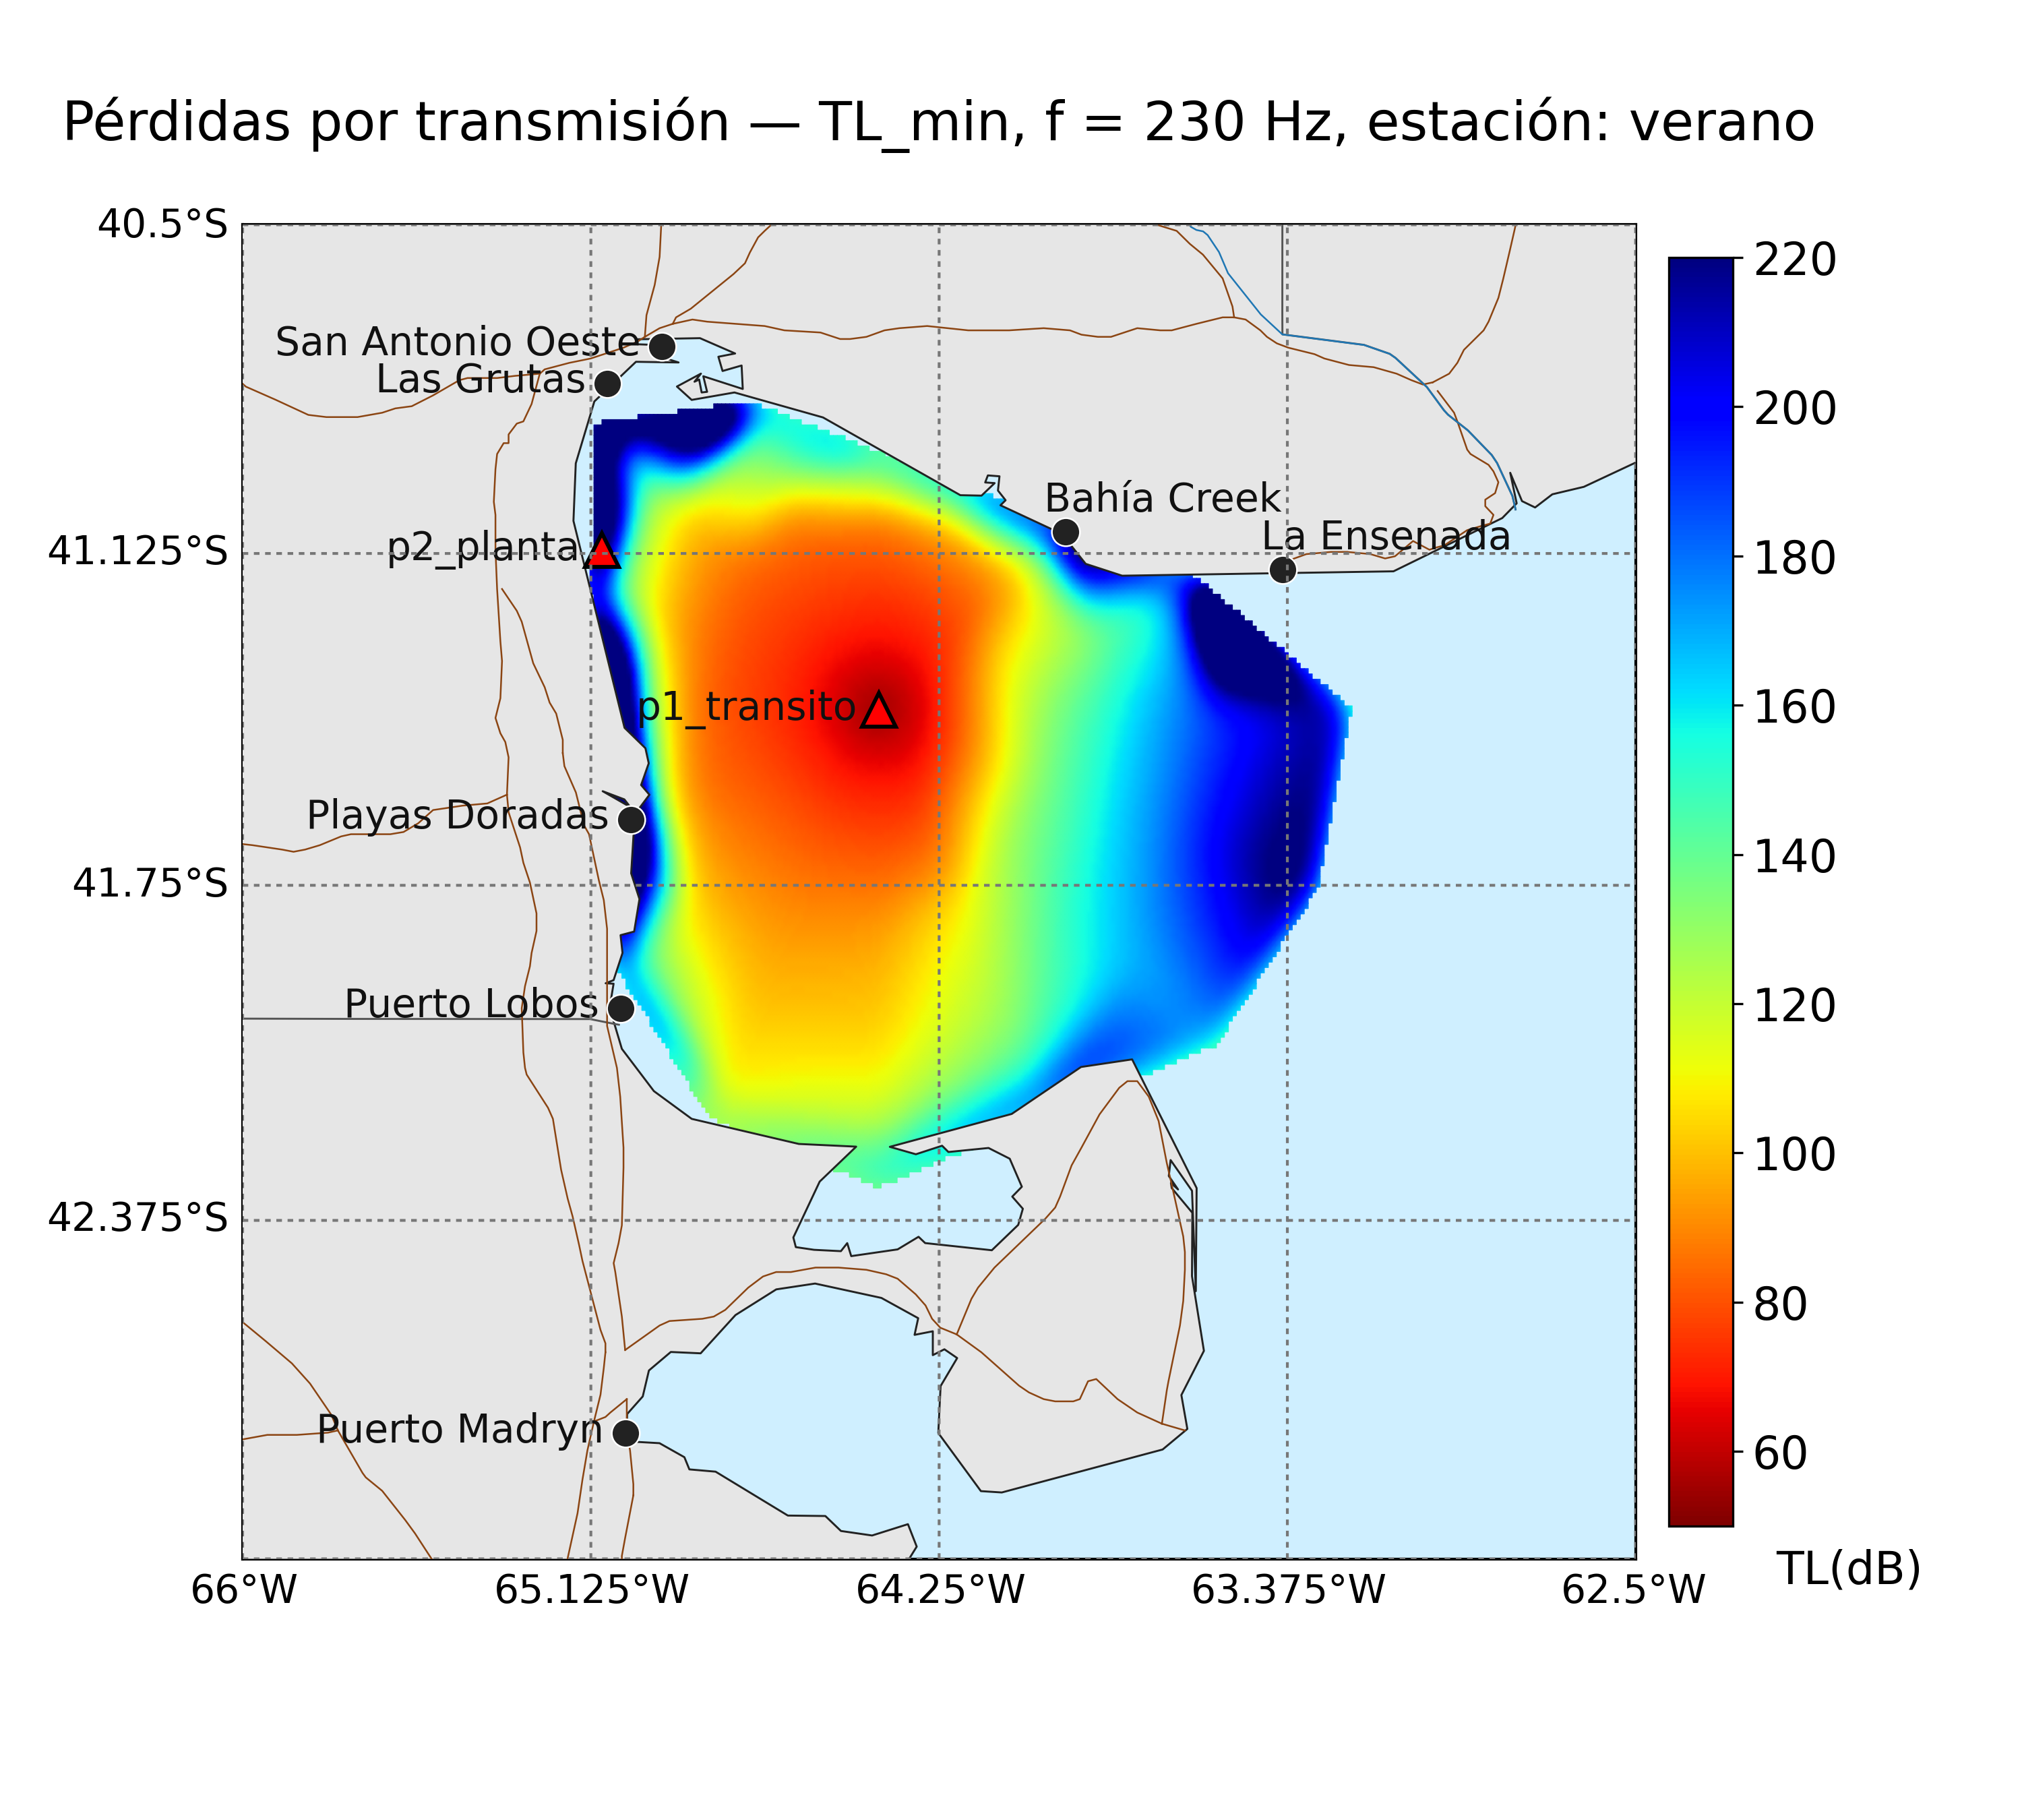 Pérdidas por transmisión — TL_min, f = 230 Hz, estación: verano
40.5°S
220
San Antonio Oeste
Las Grutas
200
Bahía Creek
La Ensenada
p2_planta
41.125°S
180
p1_transito
160
Playas Doradas
140
41.75°S
Puerto Lobos
120
100
42.375°S
80
Puerto Madryn
60
TL(dB)
66°W
65.125°W
64.25°W
63.375°W
62.5°W